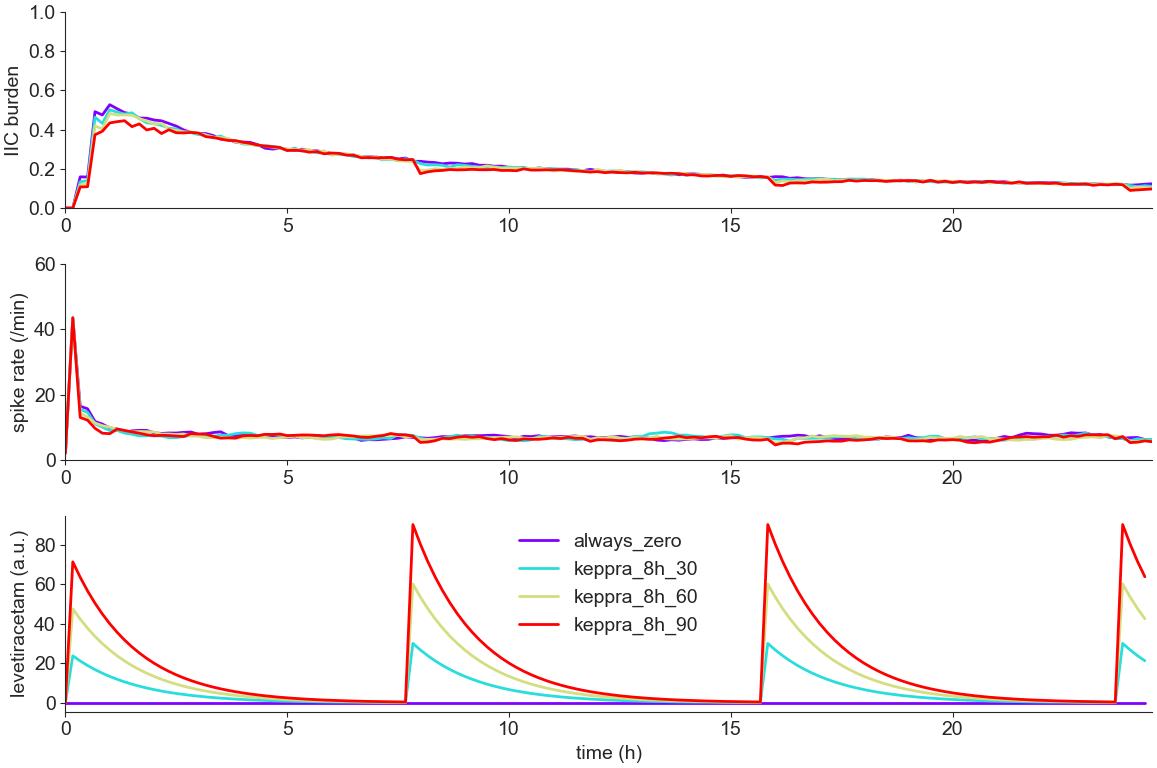 IIC burden
1.0
0.8
0.6
0.4
0.2
0.0
0 5 10 15 20
spike rate (/min)
60
40
20
0
0 5 10 15 20
levetiracetam (a.u.)
80
60
40
20
0
always_zero
keppra_8h_30
keppra_8h_60
keppra_8h_90
0 5 10 15 20
time (h)